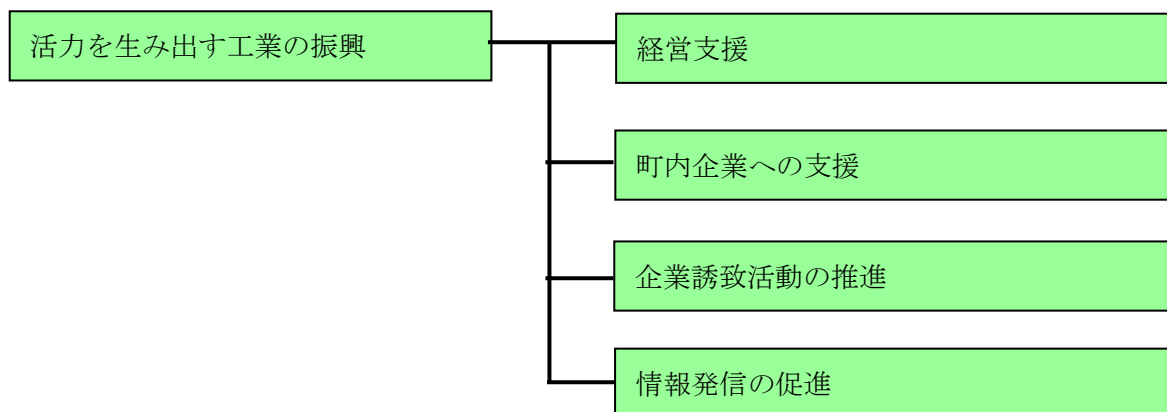 活力を生み出す工業の振興
経営支援
町内企業への支援
企業誘致活動の推進
情報発信の促進